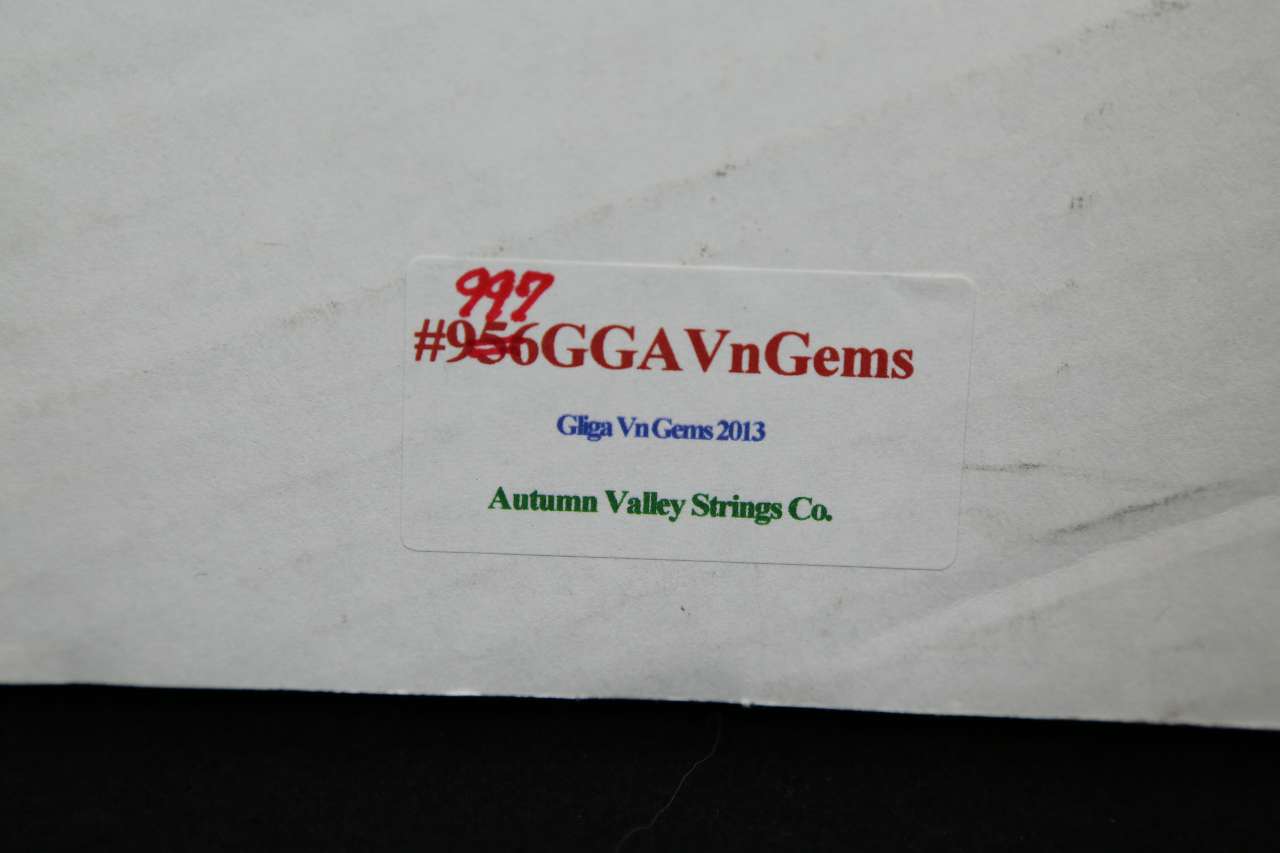 997
#956GGAVnGems
Gliga Vn Gems 2013
Autumn Valley Strings Co.